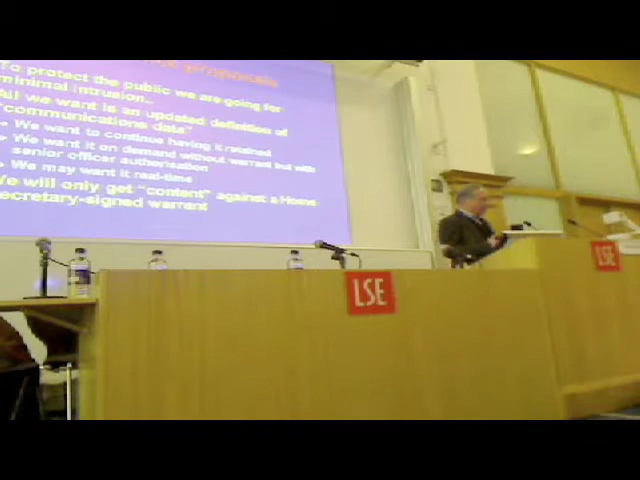 To protect the public we are going for
minimal intrusion...
All we want is an updated definition of
"communications data"
We want to continue having it retained
We want it on demand without warrant but with
senior officer authorisation
We may want it real-time
We will only get "content" against a Home
Secretary-signed warrant
LSE
LSE